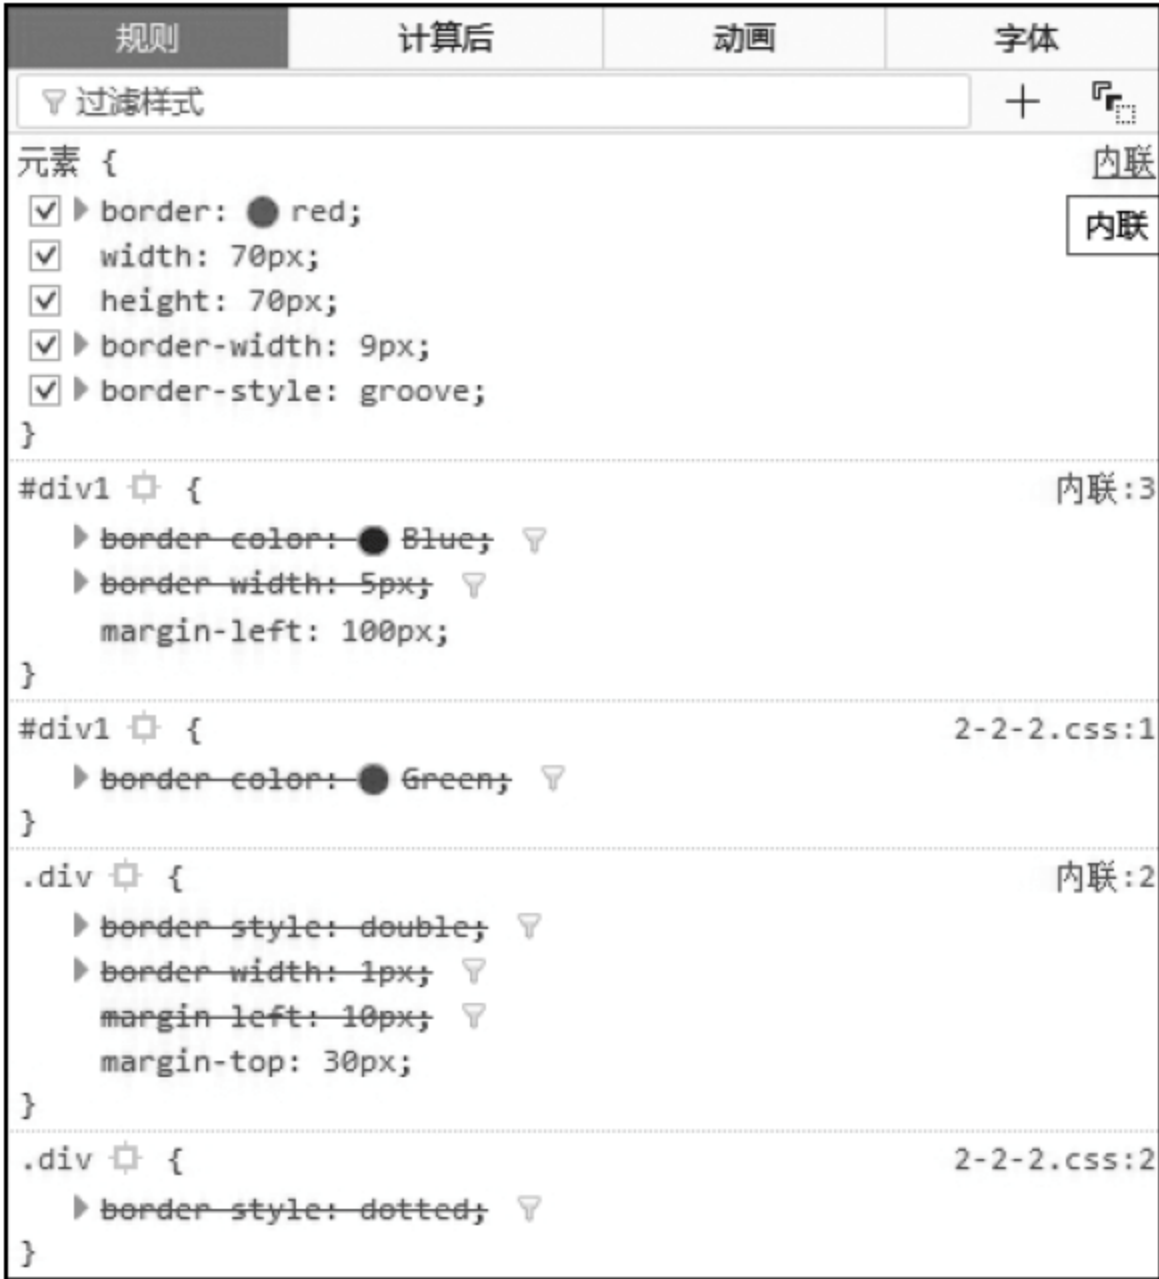 规则 计算后 动画 字体
过滤样式
元素 { 内联
border: red; 内联
width: 70px;
height: 70px;
border-width: 9px;
border-style: groove;
}
#div1 { 内联:3
border-color: Blue;
border-width: 5px;
margin-left: 100px;
}
#div1 { 2-2-2.css:1
border-color: Green;
}
.div { 内联:2
border-style: double;
border-width: 1px;
margin-left: 10px;
margin-top: 30px;
}
.div { 2-2-2.css:2
border-style: dotted;
}